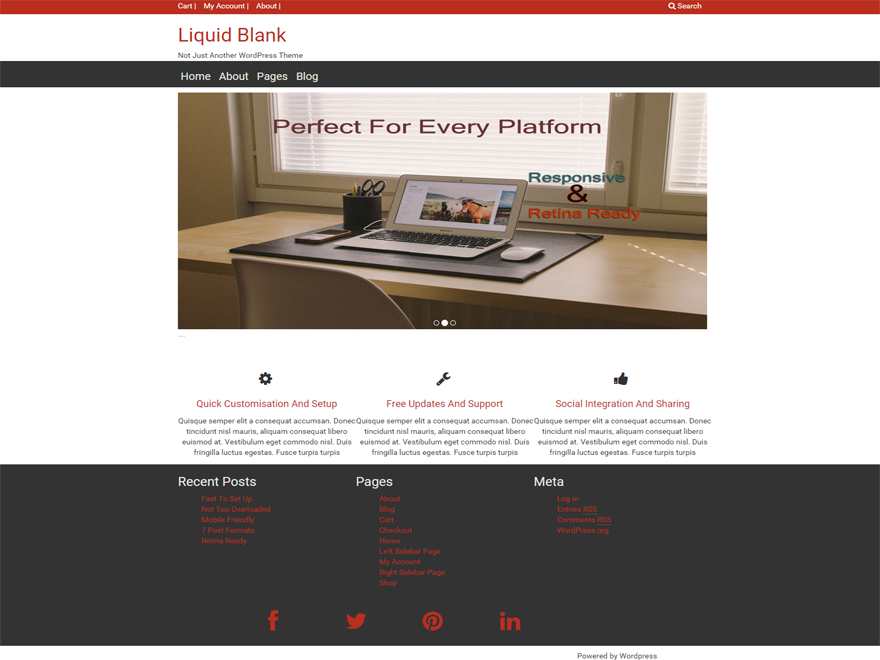 Cart | My Account | About | Search
Liquid Blank
Not Just Another WordPress Theme
Home About Pages Blog
Perfect For Every Platform
Responsive
&
Retina Ready
...
Quick Customisation And Setup
Quisque semper elit a consequat accumsan. Donec
tincidunt nisl mauris, aliquam consequat libero
euismod at. Vestibulum eget commodo nisl. Duis
fringilla luctus egestas. Fusce turpis turpis
Free Updates And Support
Quisque semper elit a consequat accumsan. Donec
tincidunt nisl mauris, aliquam consequat libero
euismod at. Vestibulum eget commodo nisl. Duis
fringilla luctus egestas. Fusce turpis turpis
Social Integration And Sharing
Quisque semper elit a consequat accumsan. Donec
tincidunt nisl mauris, aliquam consequat libero
euismod at. Vestibulum eget commodo nisl. Duis
fringilla luctus egestas. Fusce turpis turpis
Recent Posts
Fast To Set Up
Not Too Overloaded
Mobile Friendly
7 Post Formats
Retina Ready
Pages
About
Blog
Cart
Checkout
Home
Left Sidebar Page
My Account
Right Sidebar Page
Shop
Meta
Log in
Entries RSS
Comments RSS
WordPress.org
Powered by Wordpress